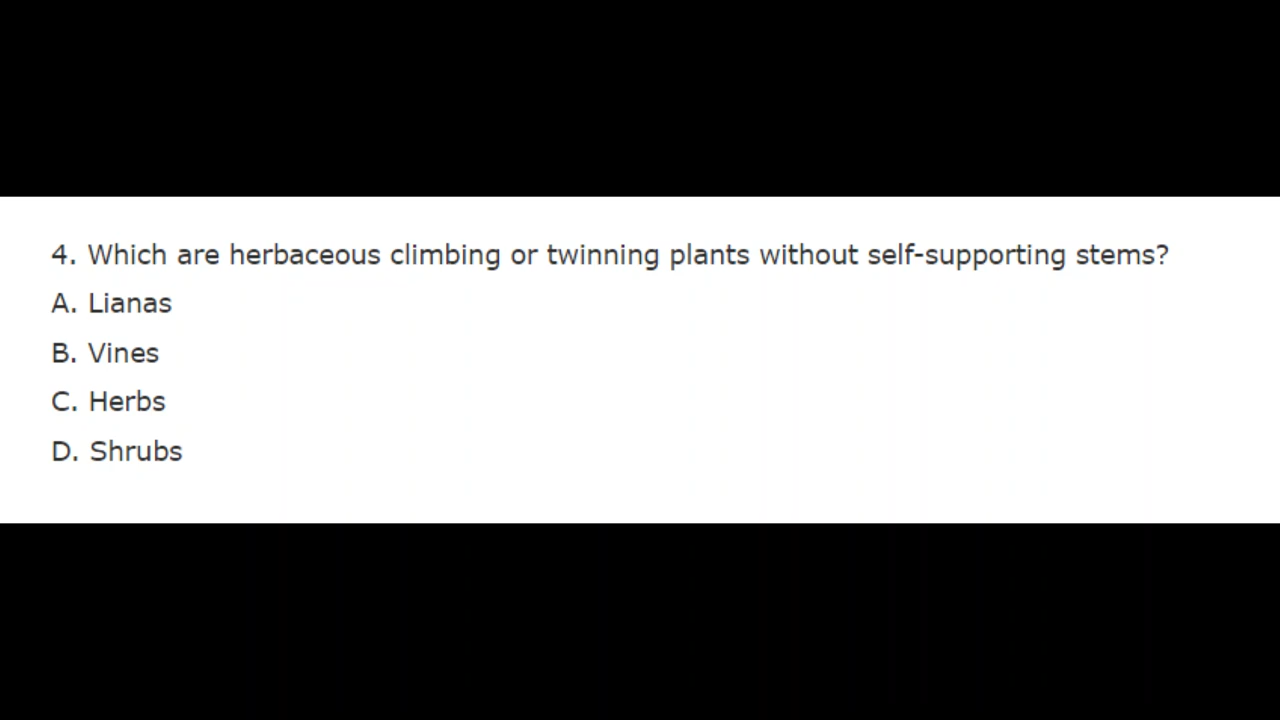 4. Which are herbaceous climbing or twinning plants without self-supporting stems?
A. Lianas
B. Vines
C. Herbs
D. Shrubs